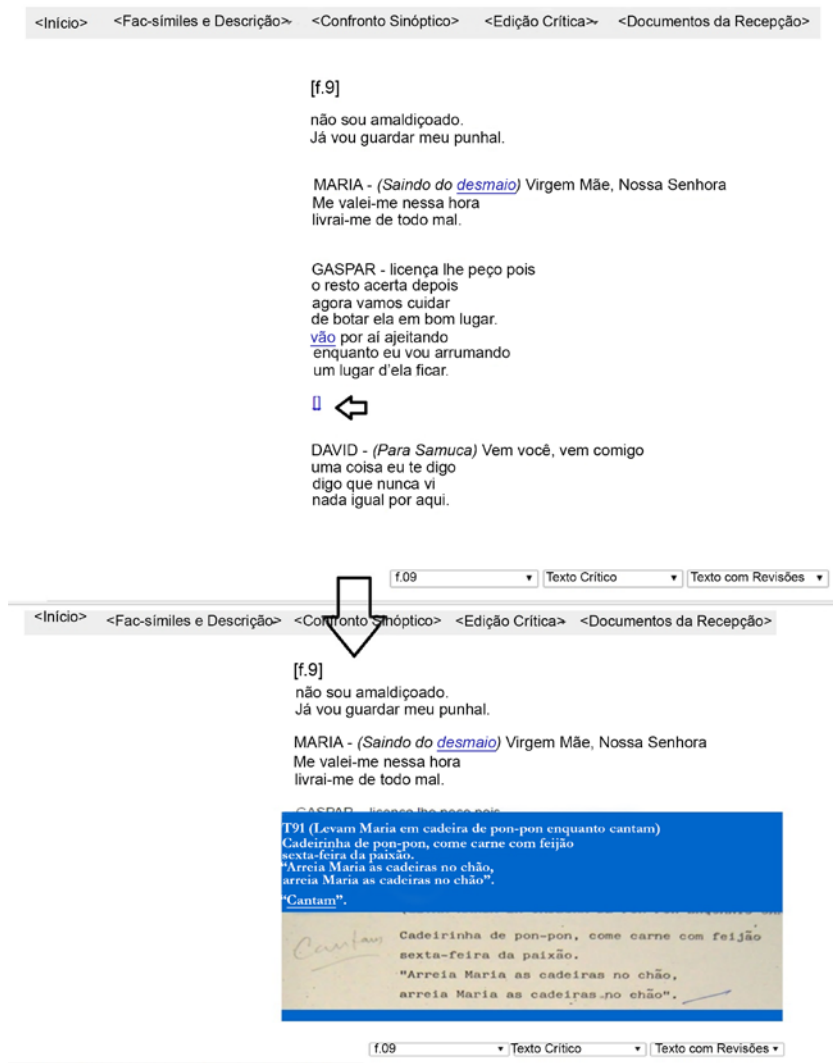 <Início> <Fac-símiles e Descrição> <Confronto Sinóptico> <Edição Crítica> <Documentos da Recepção>
[f.9]
não sou amaldiçoado.
Já vou guardar meu punhal.
MARIA - (Saindo do desmaio) Virgem Mãe, Nossa Senhora
Me valei-me nessa hora
livrai-me de todo mal.
GASPAR - licença lhe peço pois
o resto acerta depois
agora vamos cuidar
de botar ela em bom lugar.
vão por aí ajeitando
enquanto eu vou arrumando
um lugar d'ela ficar.
[]
DAVID - (Para Samuca) Vem você, vem comigo
uma coisa eu te digo
digo que nunca vi
nada igual por aqui.
f.09 Texto Crítico Texto com Revisões
<Início> <Fac-símiles e Descrição> <Confronto Sinóptico> <Edição Crítica> <Documentos da Recepção>
[f.9]
não sou amaldiçoado.
Já vou guardar meu punhal.
MARIA - (Saindo do desmaio) Virgem Mãe, Nossa Senhora
Me valei-me nessa hora
livrai-me de todo mal.
GASPAR - licença lhe peço pois
T91 (Levam Maria em cadeira de pon-pon enquanto cantam)
Cadeirinha de pon-pon, come carne com feijão
sexta-feira da paixão.
"Arreia Maria as cadeiras no chão,
arreia Maria as cadeiras no chão".
"Cantam".
Cantam
Cadeirinha de pon-pon, come carne com feijão
sexta-feira da paixão.
"Arreia Maria as cadeiras no chão,
arreia Maria as cadeiras no chão".
f.09 Texto Crítico Texto com Revisões